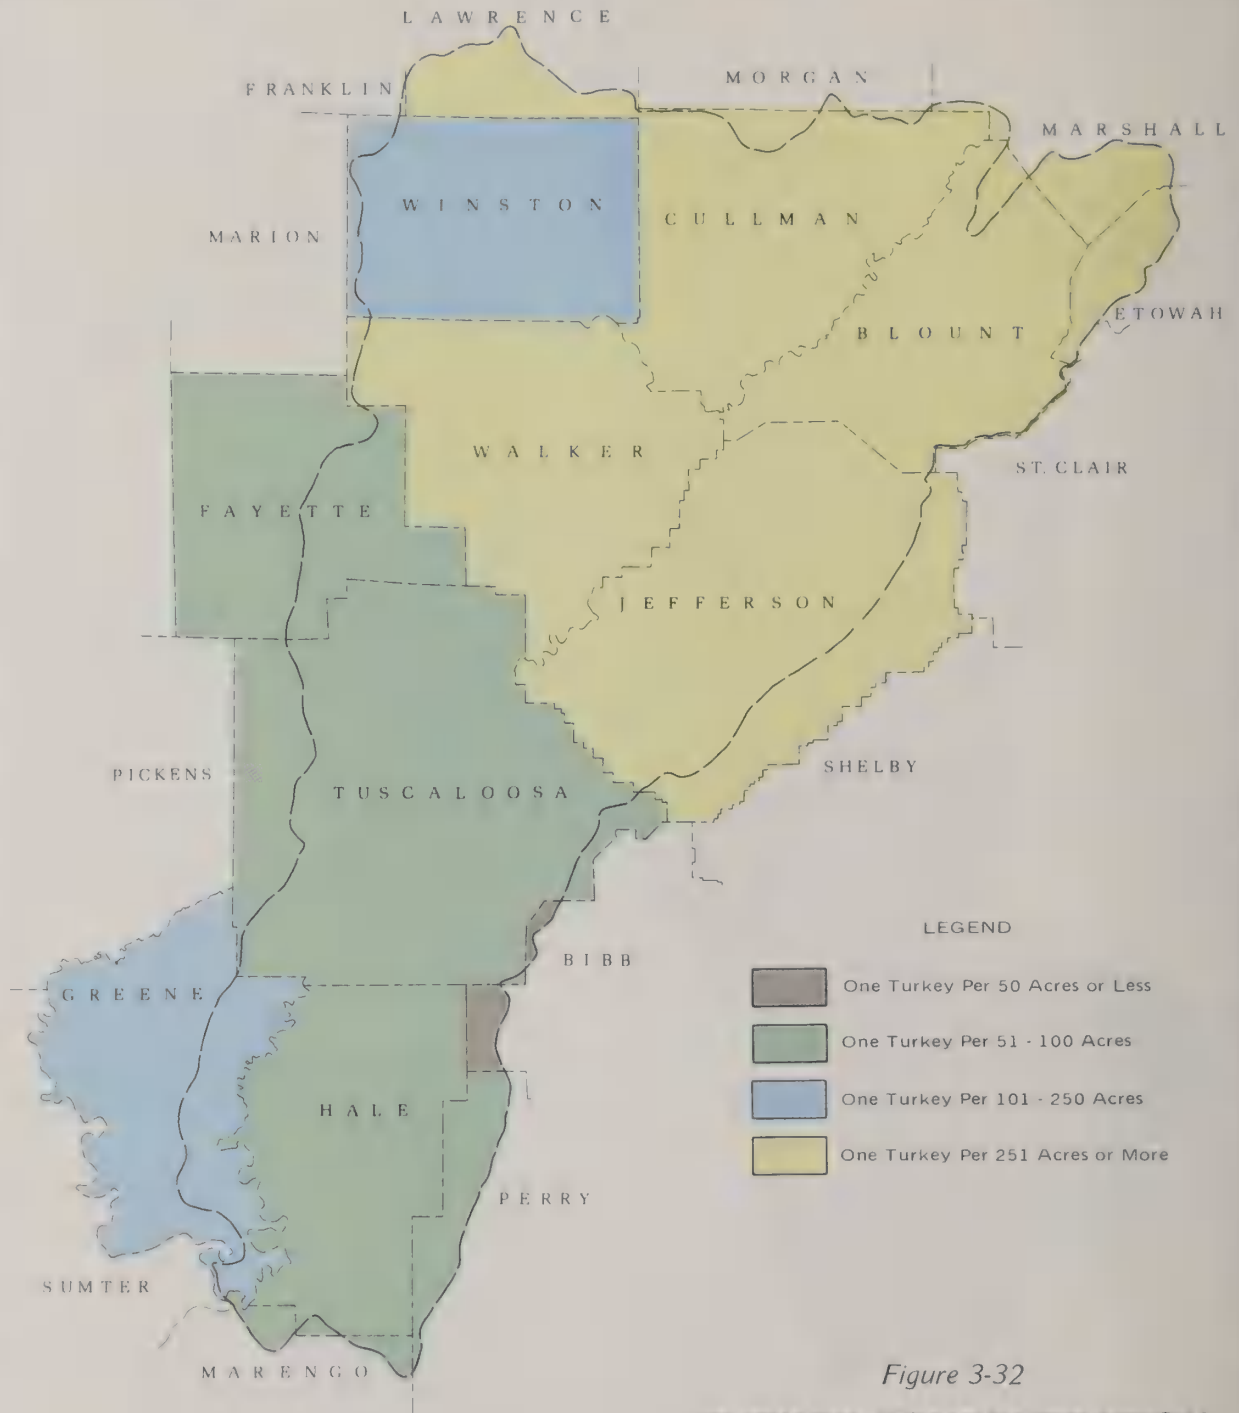 LAWRENCE
FRANKLIN
MORGAN
MARSHALL
WINSTON
CULLMAN
MARION
BLOUNT
ETOWAH
WALKER
ST. CLAIR
FAYETTE
JEFFERSON
PICKENS
TUSCALOOSA
SHELBY
LEGEND
BIBB
GREENE
One Turkey Per 50 Acres or Less
One Turkey Per 51 - 100 Acres
One Turkey Per 101 - 250 Acres
One Turkey Per 251 Acres or More
HALE
PERRY
SUMTER
MARENGO
Figure 3-32